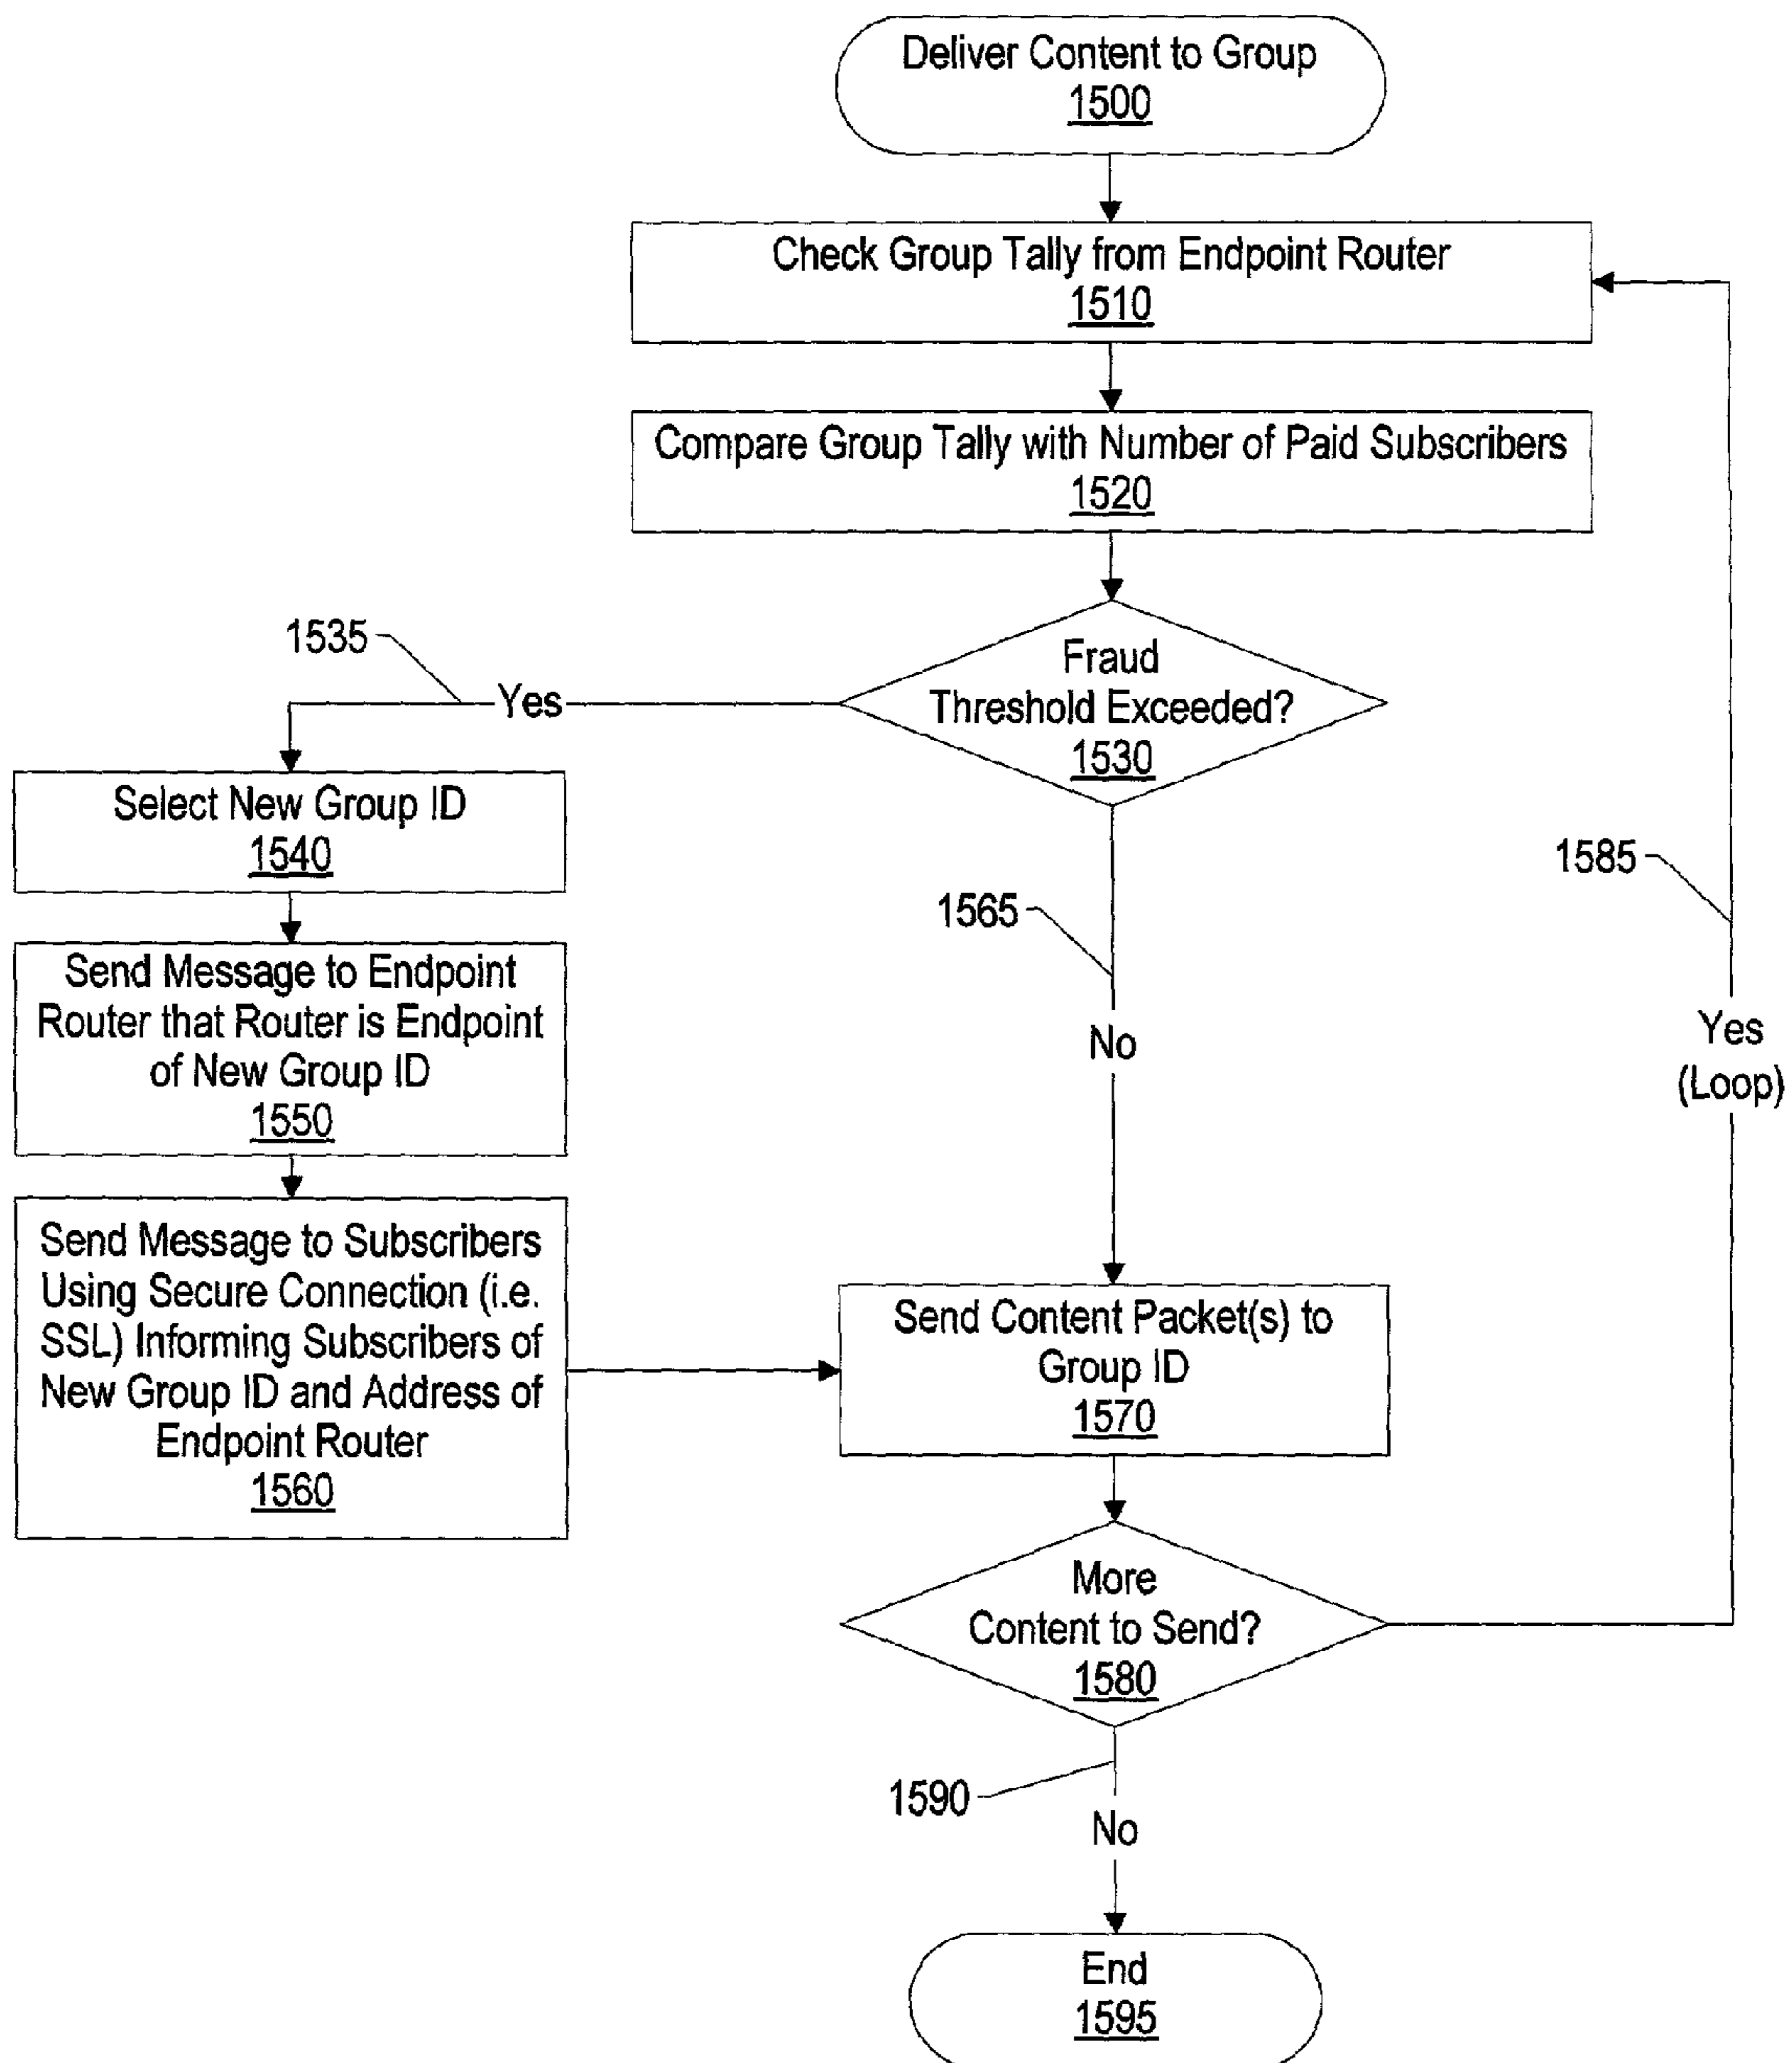 Deliver Content to Group
1500
Check Group Tally from Endpoint Router
1510
Compare Group Tally with Number of Paid Subscribers
1520
Fraud
Threshold Exceeded?
1530
1535
Yes
Select New Group ID
1540
Send Message to Endpoint
Router that Router is Endpoint
of New Group ID
1550
Send Message to Subscribers
Using Secure Connection (i.e.
SSL) Informing Subscribers of
New Group ID and Address of
Endpoint Router
1560
1565
No
Send Content Packet(s) to
Group ID
1570
More
Content to Send?
1580
1585
Yes
(Loop)
1590
No
End
1595